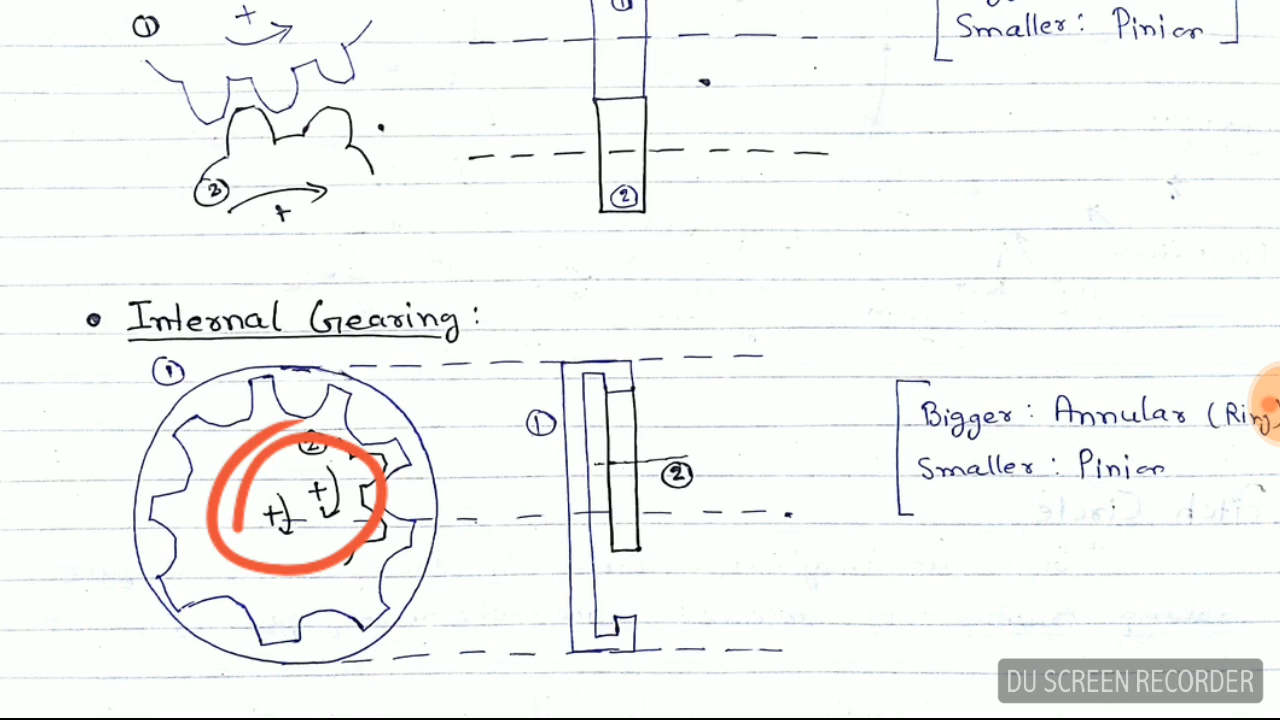 ① +
①
Smaller: Pinion
② +
②
• Internal Gearing:
①
①
Bigger: Annular (Ring)
②
+ +
②
Smaller: Pinion
DU SCREEN RECORDER